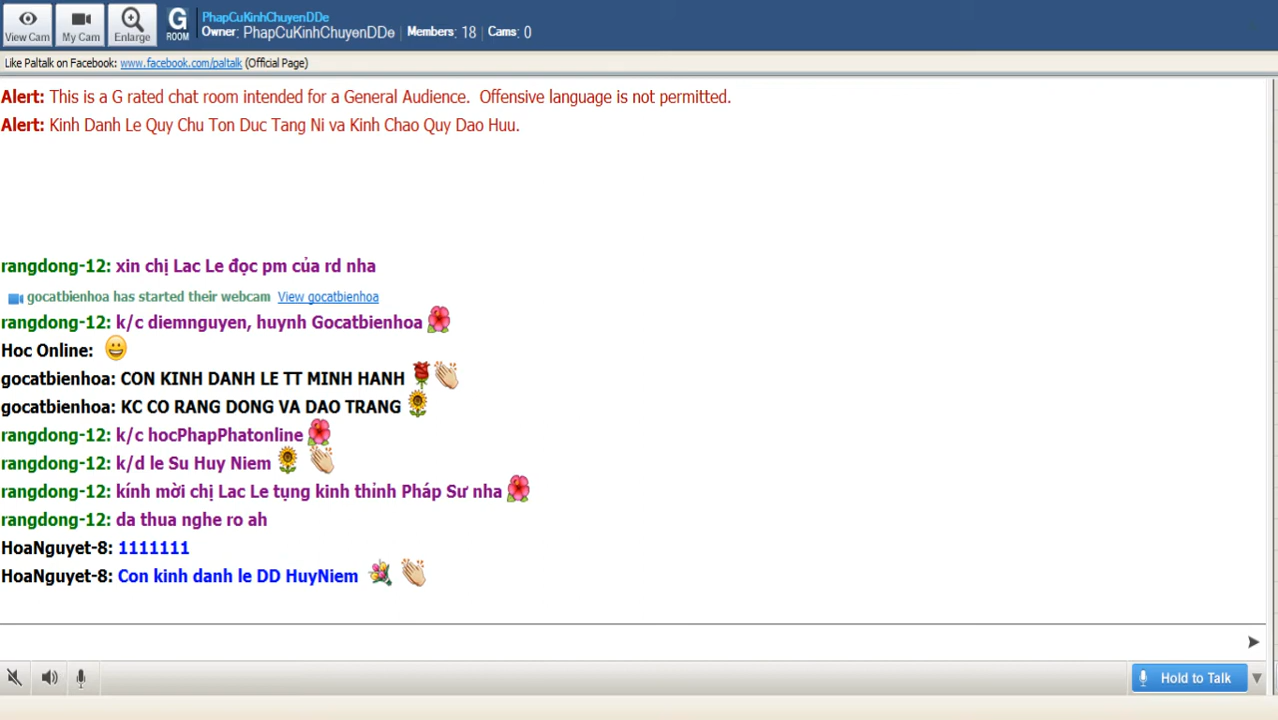 View Cam
My Cam
Enlarge
G
ROOM
PhapCuKinhChuyenDDe
Owner: PhapCuKinhChuyenDDe | Members: 18 | Cams: 0
Like Paltalk on Facebook: www.facebook.com/paltalk (Official Page)
Alert: This is a G rated chat room intended for a General Audience. Offensive language is not permitted.
Alert: Kinh Danh Le Quy Chu Ton Duc Tang Ni va Kinh Chao Quy Dao Huu.
rangdong-12: xin chị Lac Le đọc pm của rd nha
gocatbienhoa has started their webcam View gocatbienhoa
rangdong-12: k/c diemnguyen, huynh Gocatbienhoa
Hoc Online:
gocatbienhoa: CON KINH DANH LE TT MINH HANH
gocatbienhoa: KC CO RANG DONG VA DAO TRANG
rangdong-12: k/c hocPhapPhatonline
rangdong-12: k/d le Su Huy Niem
rangdong-12: kính mời chị Lac Le tụng kinh thỉnh Pháp Sư nha
rangdong-12: da thua nghe ro ah
HoaNguyet-8: 1111111
HoaNguyet-8: Con kinh danh le DD HuyNiem
Hold to Talk